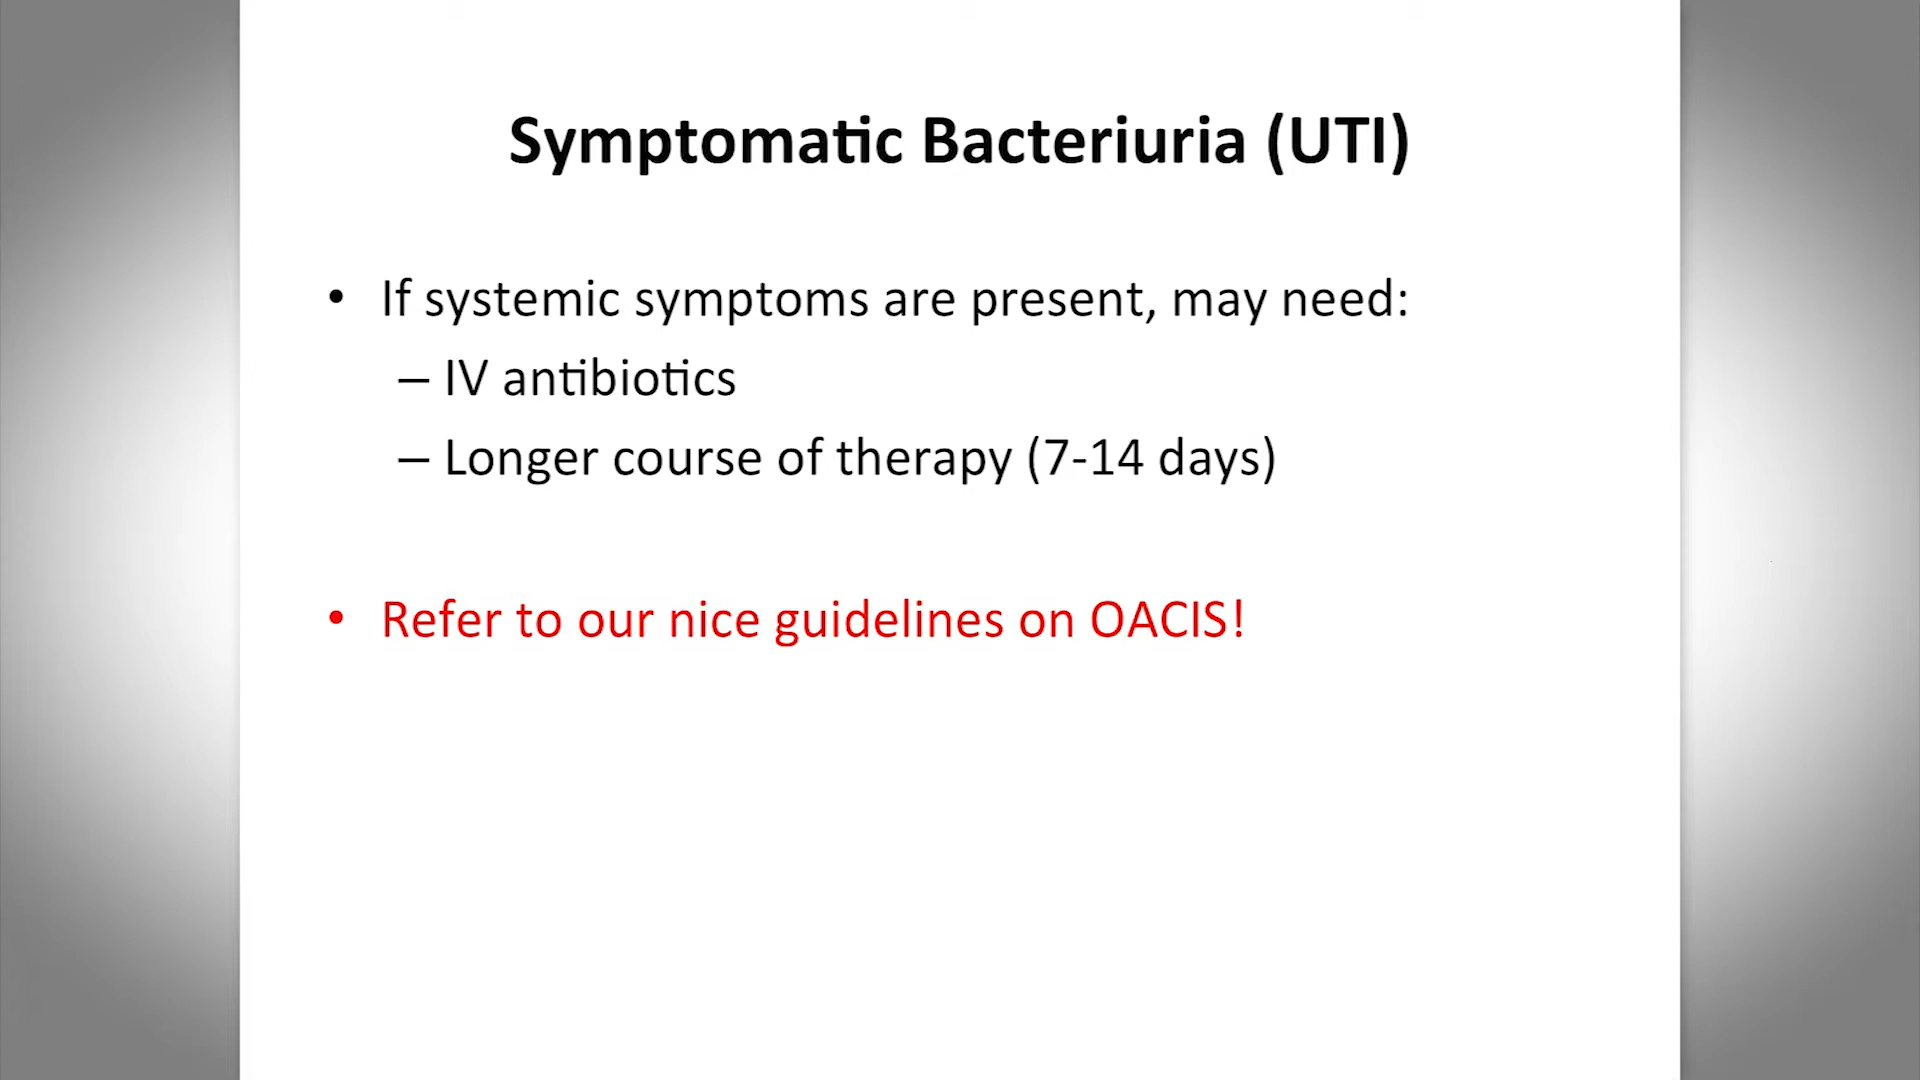 Symptomatic Bacteriuria (UTI)
• If systemic symptoms are present, may need:
– IV antibiotics
– Longer course of therapy (7-14 days)
• Refer to our nice guidelines on OACIS!